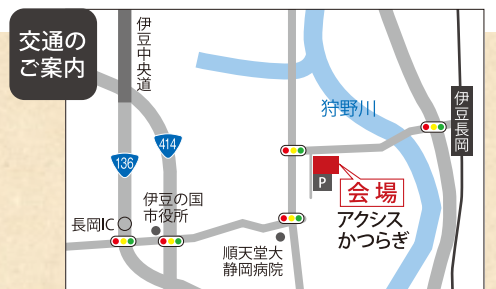 交通の
ご案内
伊豆中央道
狩野川
伊豆長岡
136
414
P
会場
アクシス
かつらぎ
伊豆の国
市役所
長岡IC
順天堂大
静岡病院